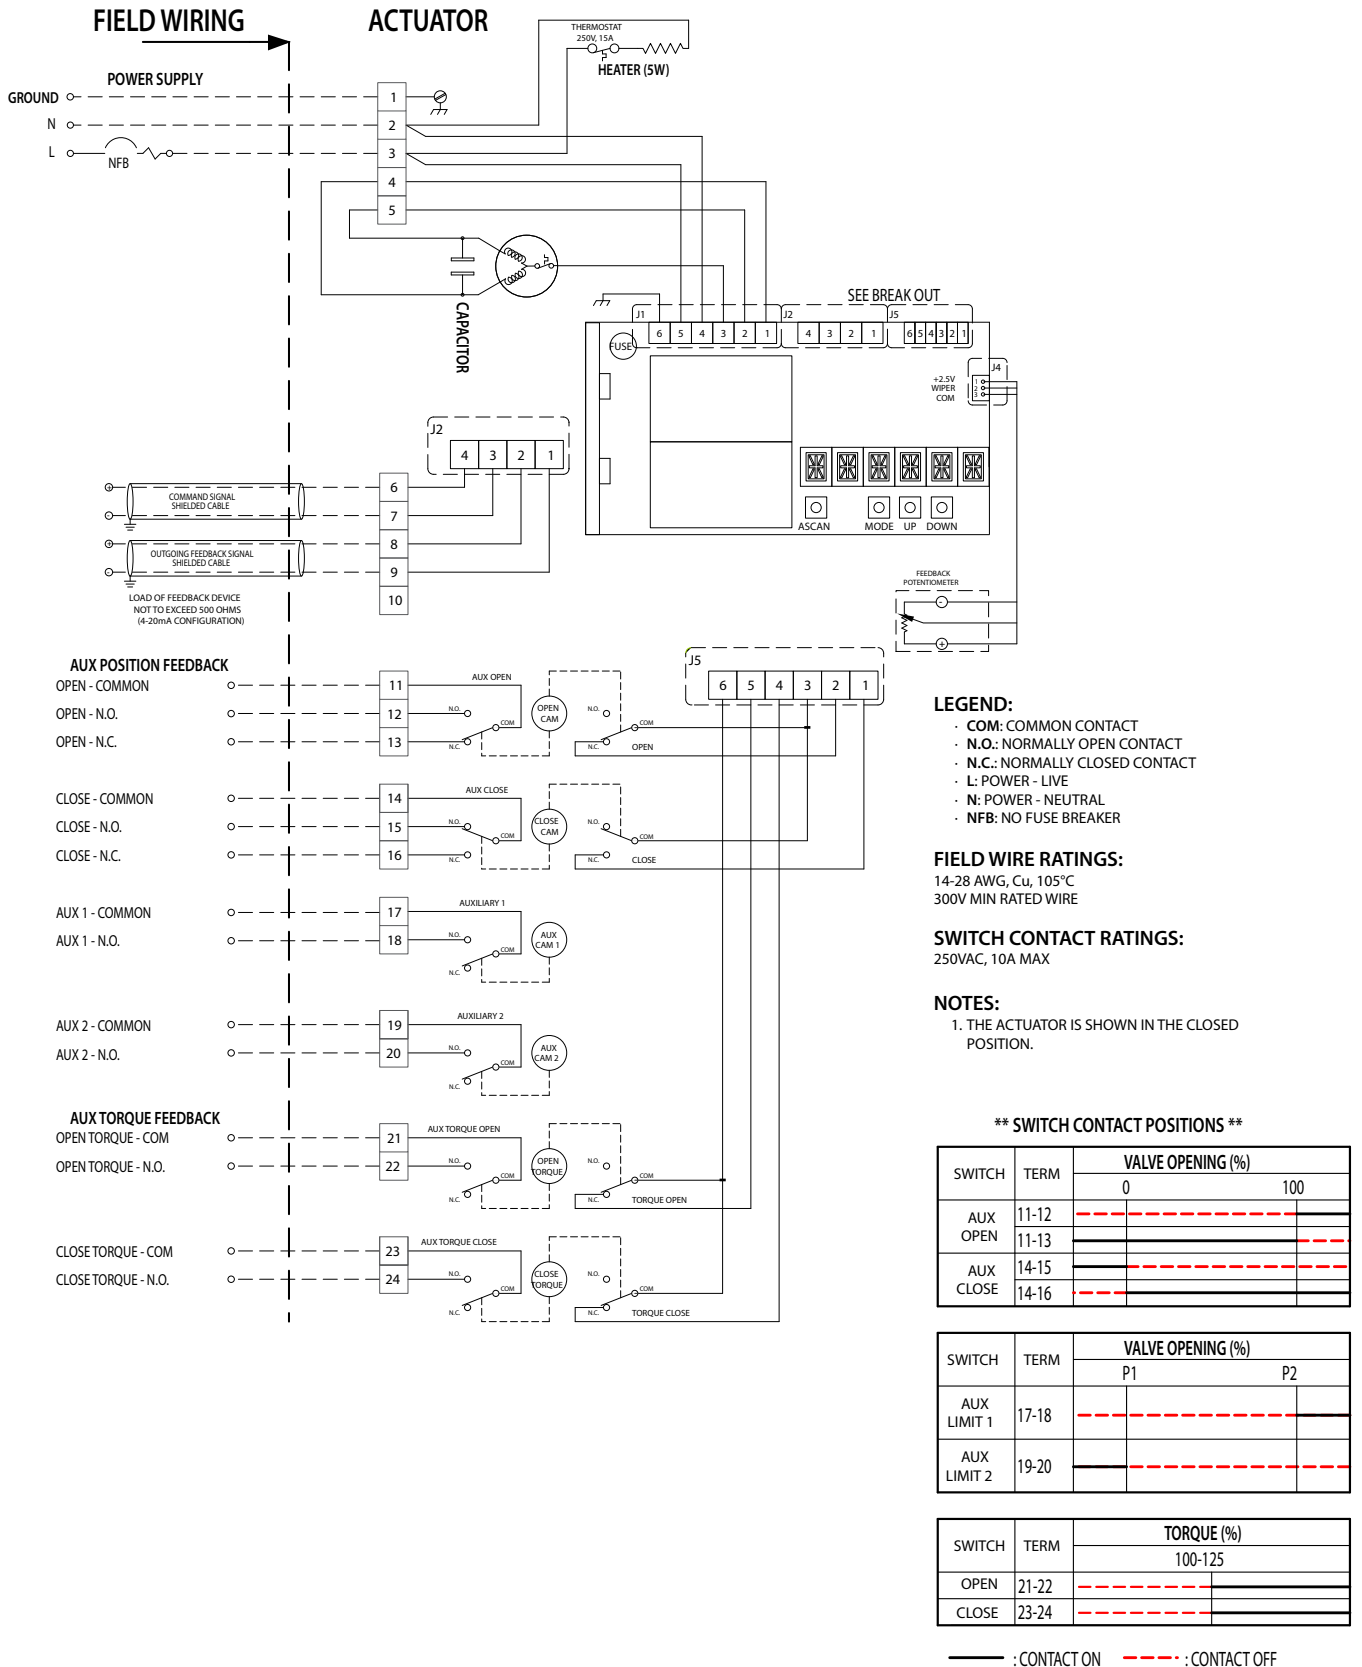 FIELD WIRING
ACTUATOR
THERMOSTAT
250V, 15A
HEATER (5W)
POWER SUPPLY
GROUND
1
N
2
L
NFB
3
4
5
CAPACITOR
SEE BREAK OUT
J1
J2
J5
6 5 4 3 2 1
4 3 2 1
6 5 4 3 2 1
FUSE
J4
+2.5V
WIPER
COM
1
2
3
ASCAN
MODE
UP
DOWN
J2
4 3 2 1
+
COMMAND SIGNAL
SHIELDED CABLE
-
6
7
+
OUTGOING FEEDBACK SIGNAL
SHIELDED CABLE
-
8
9
10
LOAD OF FEEDBACK DEVICE
NOT TO EXCEED 500 OHMS
(4-20mA CONFIGURATION)
FEEDBACK
POTENTIOMETER
-
+
J5
6 5 4 3 2 1
AUX POSITION FEEDBACK
OPEN - COMMON
11
AUX OPEN
OPEN - N.O.
12
N.O.
COM
OPEN
CAM
N.O.
COM
OPEN - N.C.
13
N.C.
N.C.
OPEN
CLOSE - COMMON
14
AUX CLOSE
CLOSE - N.O.
15
N.O.
COM
CLOSE
CAM
N.O.
COM
CLOSE - N.C.
16
N.C.
N.C.
CLOSE
AUX 1 - COMMON
17
AUXILIARY 1
AUX 1 - N.O.
18
N.O.
COM
N.C.
AUX
CAM 1
AUX 2 - COMMON
19
AUXILIARY 2
AUX 2 - N.O.
20
N.O.
COM
N.C.
AUX
CAM 2
AUX TORQUE FEEDBACK
OPEN TORQUE - COM
21
AUX TORQUE OPEN
OPEN TORQUE - N.O.
22
N.O.
COM
N.C.
OPEN
TORQUE
N.O.
COM
N.C.
TORQUE OPEN
CLOSE TORQUE - COM
23
AUX TORQUE CLOSE
CLOSE TORQUE - N.O.
24
N.O.
COM
N.C.
CLOSE
TORQUE
N.O.
COM
N.C.
TORQUE CLOSE
LEGEND:
· COM: COMMON CONTACT
· N.O.: NORMALLY OPEN CONTACT
· N.C.: NORMALLY CLOSED CONTACT
· L: POWER - LIVE
· N: POWER - NEUTRAL
· NFB: NO FUSE BREAKER
FIELD WIRE RATINGS:
14-28 AWG, Cu, 105°C
300V MIN RATED WIRE
SWITCH CONTACT RATINGS:
250VAC, 10A MAX
NOTES:
1. THE ACTUATOR IS SHOWN IN THE CLOSED
POSITION.
** SWITCH CONTACT POSITIONS **
SWITCH TERM VALVE OPENING (%)
0 100
AUX
OPEN
11-12
11-13
AUX
CLOSE
14-15
14-16
SWITCH TERM VALVE OPENING (%)
P1 P2
AUX
LIMIT 1
17-18
AUX
LIMIT 2
19-20
SWITCH TERM TORQUE (%)
100-125
OPEN 21-22
CLOSE 23-24
: CONTACT ON : CONTACT OFF